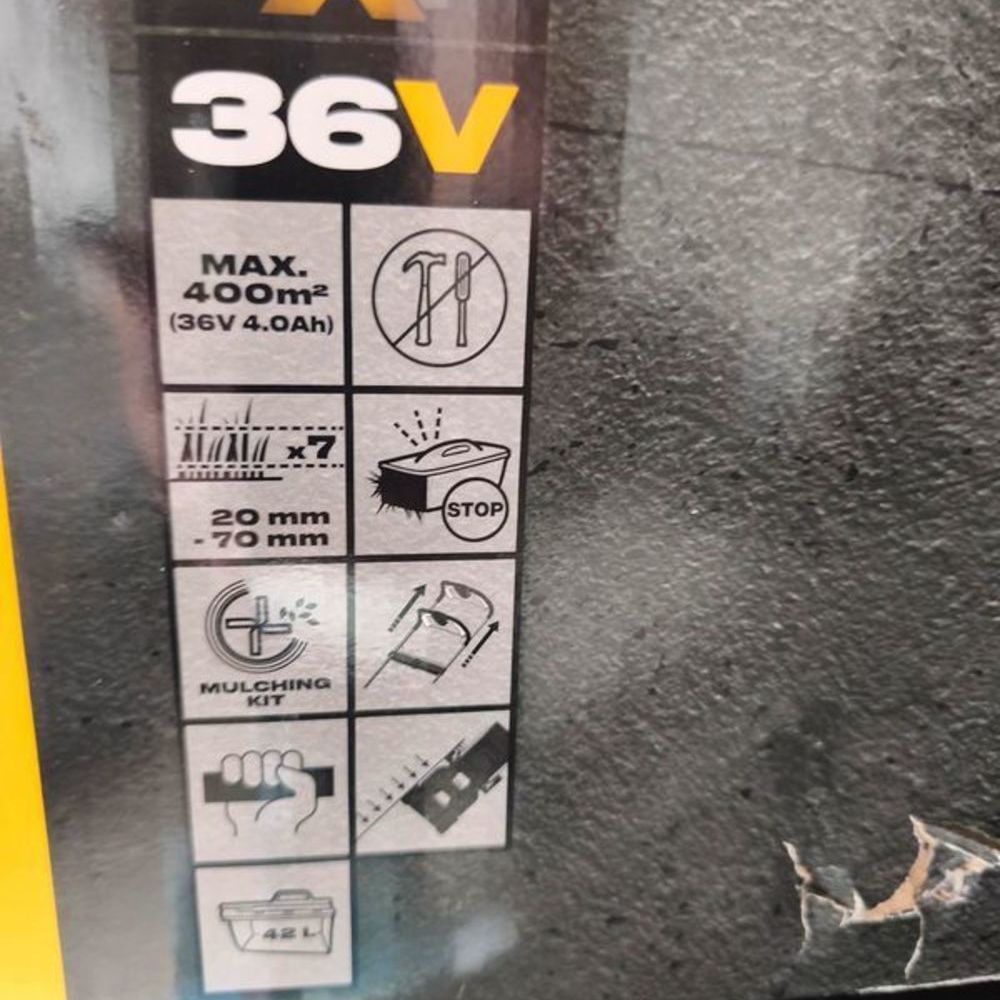 36V
MAX.
400m²
(36V 4.0Ah)
x7
20 mm
- 70 mm
STOP
MULCHING
KIT
42 L